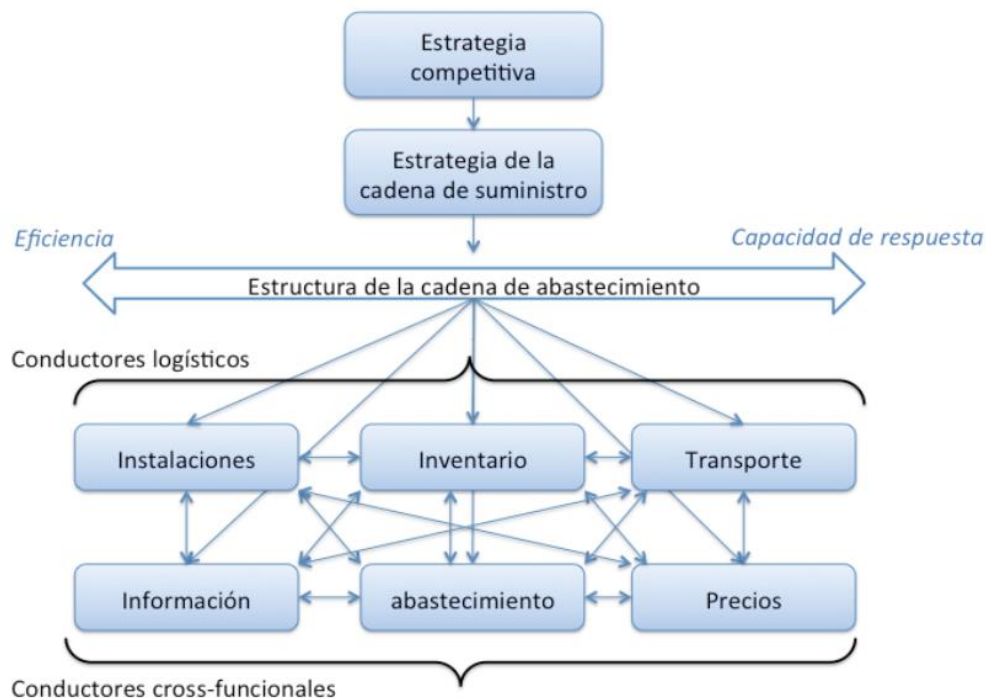 Estrategia
competitiva
Estrategia de la
cadena de suministro
Eficiencia
Capacidad de respuesta
Estructura de la cadena de abastecimiento
Conductores logísticos
Instalaciones
Inventario
Transporte
Información
abastecimiento
Precios
Conductores cross-funcionales